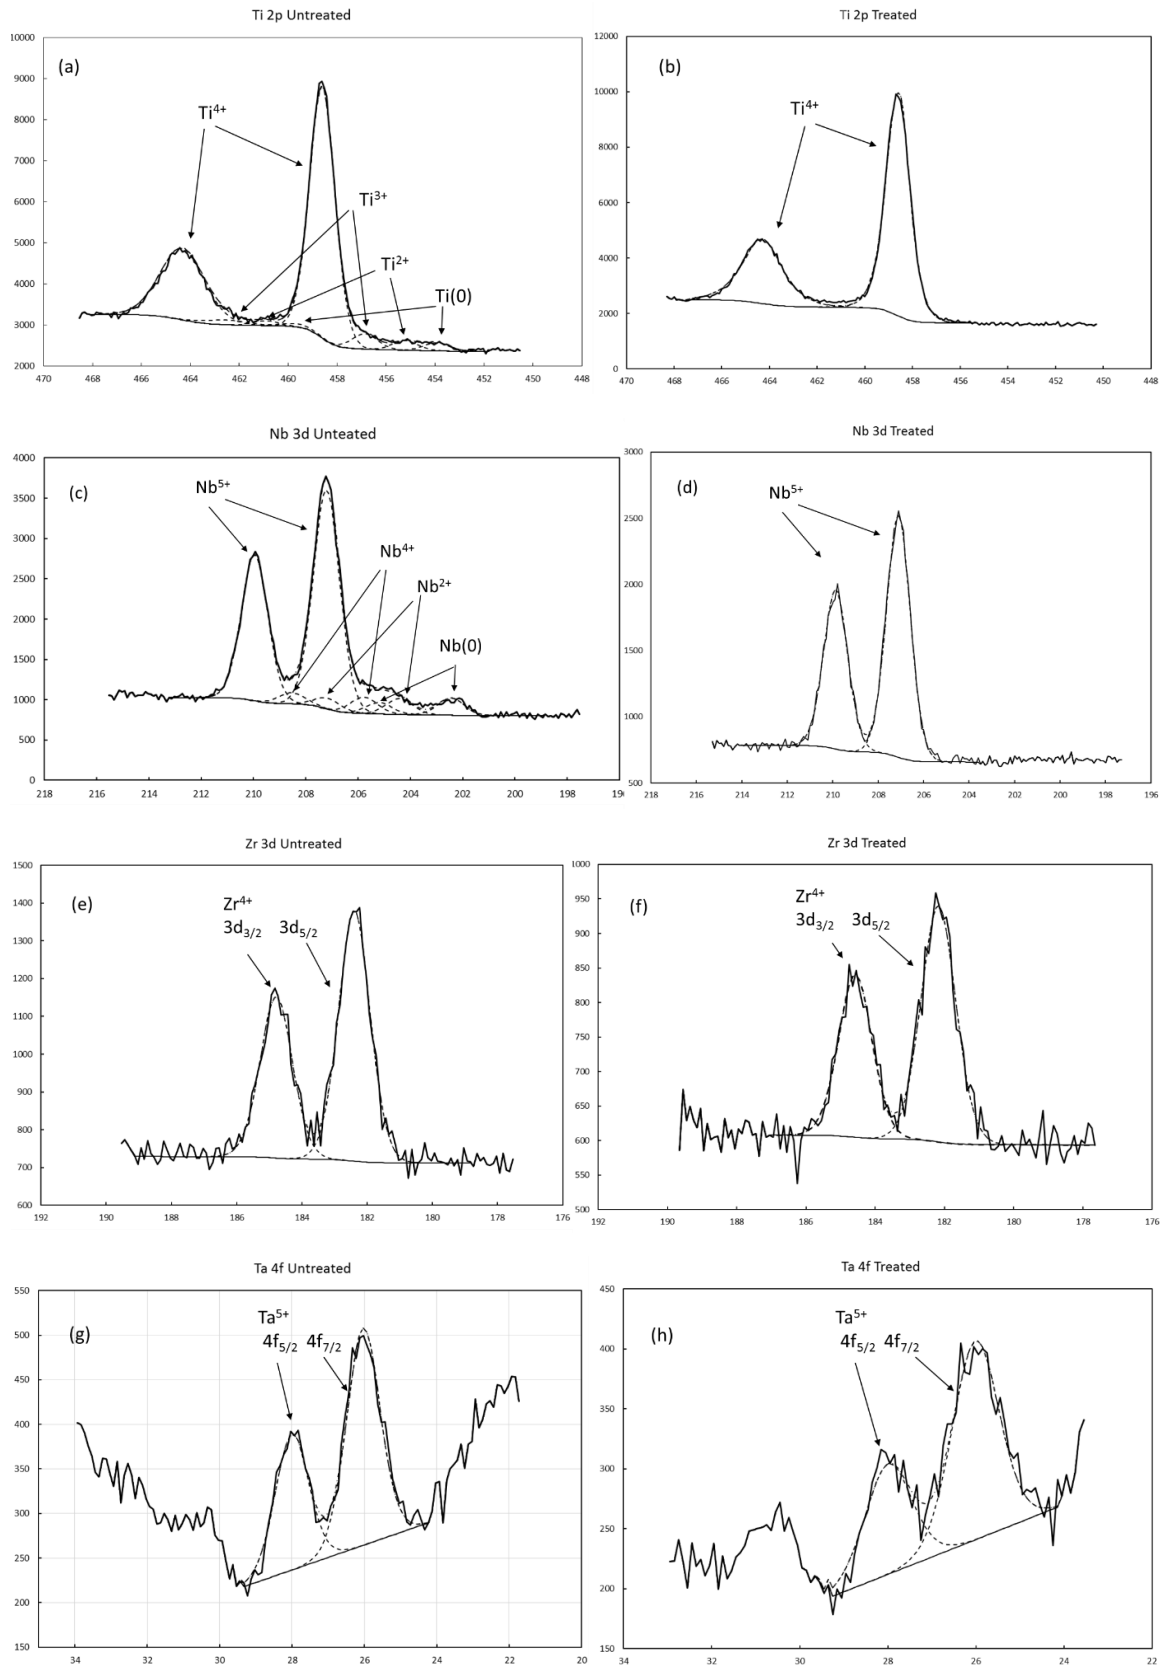 Ti 2p Untreated
(a)
Ti4+
Ti3+
Ti2+
Ti(0)
10000
9000
8000
7000
6000
5000
4000
3000
2000
470 468 466 464 462 460 458 456 454 452 450 448
Ti 2p Treated
(b)
Ti4+
12000
10000
8000
6000
4000
2000
0
470 468 466 464 462 460 458 456 454 452 450 448
Nb 3d Unteated
(c)
Nb5+
Nb4+
Nb2+
Nb(0)
4000
3500
3000
2500
2000
1500
1000
500
0
218 216 214 212 210 208 206 204 202 200 198
Nb 3d Treated
(d)
Nb5+
3000
2500
2000
1500
1000
500
218 216 214 212 210 208 206 204 202 200 198 196
Zr 3d Untreated
(e)
Zr4+
3d3/2 3d5/2
1500
1400
1300
1200
1100
1000
900
800
700
600
192 190 188 186 184 182 180 178 176
Zr 3d Treated
(f)
Zr4+
3d3/2 3d5/2
1000
950
900
850
800
750
700
650
600
550
500
192 190 188 186 184 182 180 178 176
Ta 4f Untreated
(g)
Ta5+
4f5/2 4f7/2
550
500
450
400
350
300
250
200
150
34 32 30 28 26 24 22 20
Ta 4f Treated
(h)
Ta5+
4f5/2 4f7/2
450
400
350
300
250
200
150
34 32 30 28 26 24 22